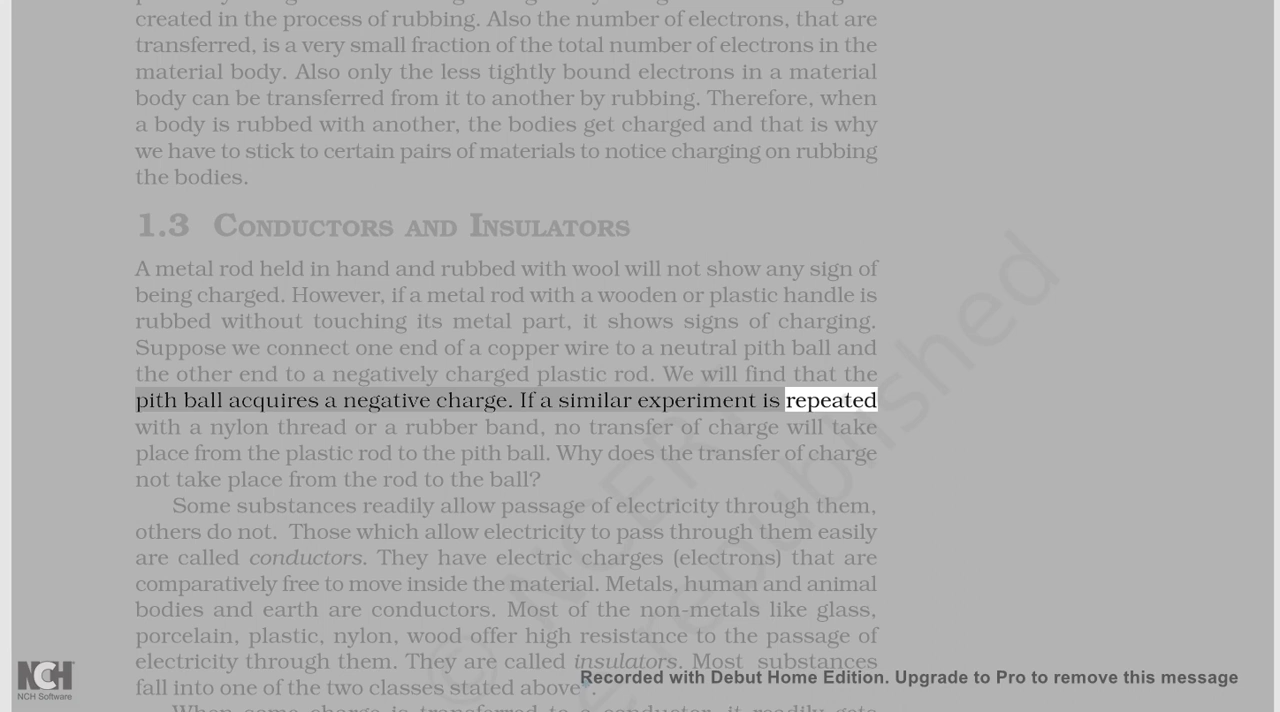 created in the process of rubbing. Also the number of electrons, that are
transferred, is a very small fraction of the total number of electrons in the
material body. Also only the less tightly bound electrons in a material
body can be transferred from it to another by rubbing. Therefore, when
a body is rubbed with another, the bodies get charged and that is why
we have to stick to certain pairs of materials to notice charging on rubbing
the bodies.
1.3 CONDUCTORS AND INSULATORS
A metal rod held in hand and rubbed with wool will not show any sign of
being charged. However, if a metal rod with a wooden or plastic handle is
rubbed without touching its metal part, it shows signs of charging.
Suppose we connect one end of a copper wire to a neutral pith ball and
the other end to a negatively charged plastic rod. We will find that the
pith ball acquires a negative charge. If a similar experiment is repeated
with a nylon thread or a rubber band, no transfer of charge will take
place from the plastic rod to the pith ball. Why does the transfer of charge
not take place from the rod to the ball?
Some substances readily allow passage of electricity through them,
others do not. Those which allow electricity to pass through them easily
are called conductors. They have electric charges (electrons) that are
comparatively free to move inside the material. Metals, human and animal
bodies and earth are conductors. Most of the non-metals like glass,
porcelain, plastic, nylon, wood offer high resistance to the passage of
electricity through them. They are called insulators. Most substances
fall into one of the two classes stated above*.
When some charge is transferred to a conductor, it readily gets
© NCERT
republished
NCH
NCH Software
Recorded with Debut Home Edition. Upgrade to Pro to remove this message